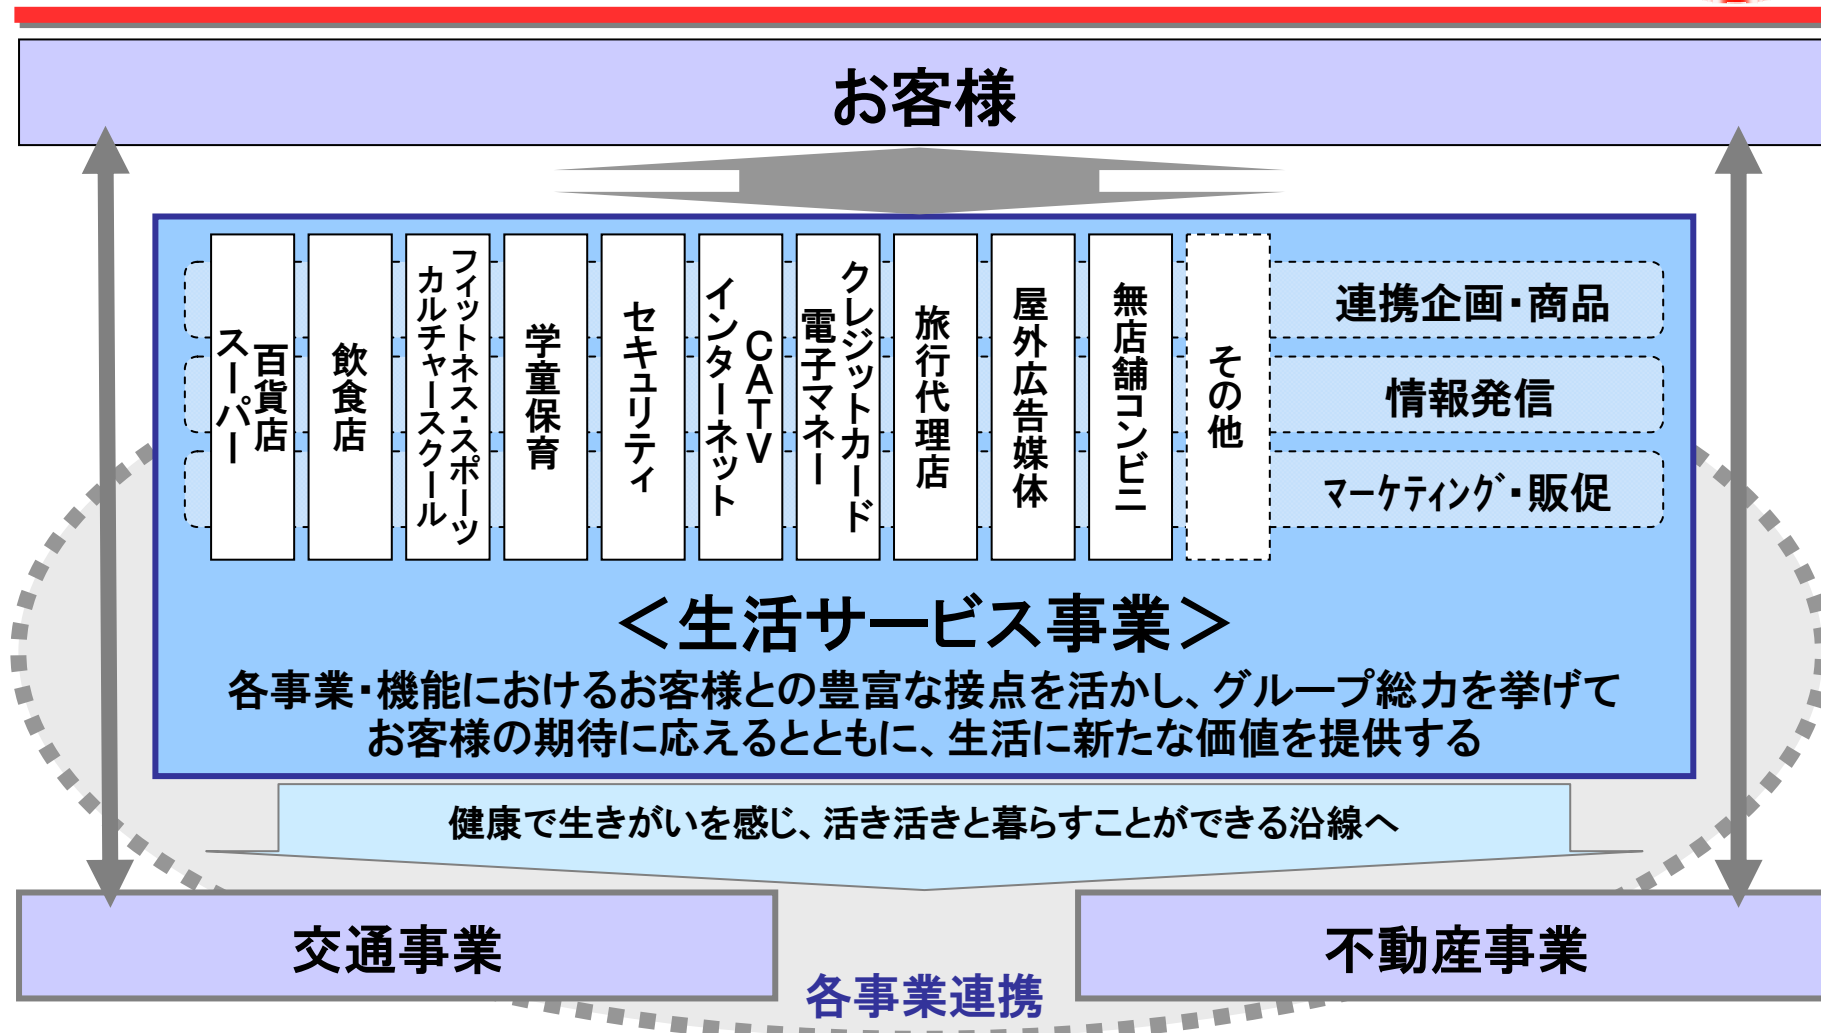 お客様
百貨店
スーパー
飲食店
フィットネス・スポーツ
カルチャースクール
学童保育
セキュリティ
CATV
インターネット
クレジットカード
電子マネー
旅行代理店
屋外広告媒体
無店舗コンビニ
その他
連携企画・商品
情報発信
マーケティング・販促
＜生活サービス事業＞
各事業・機能におけるお客様との豊富な接点を活かし、グループ総力を挙げて
お客様の期待に応えるとともに、生活に新たな価値を提供する
健康で生きがいを感じ、活き活きと暮らすことができる沿線へ
交通事業
不動産事業
各事業連携